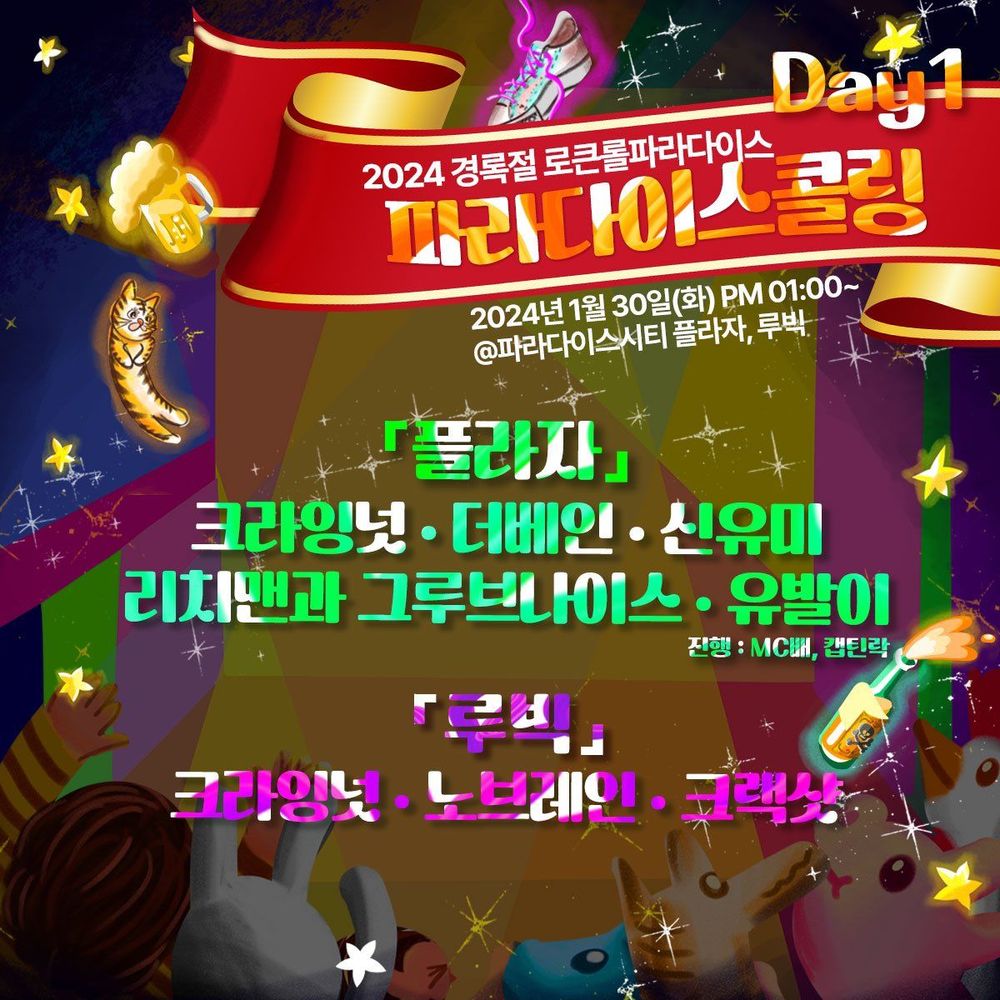 Day1
2024 경록절 로큰롤파라다이스
파라다이스콜링
2024년 1월 30일(화) PM 01:00~
@파라다이스시티 플라자, 루빅
「플라자」
크라잉넛 · 더베인 · 신유미
리치맨과 그루브나이스 · 유발이
진행 : MC배, 캡틴락
「루빅」
크라잉넛 · 노브레인 · 크랙샷